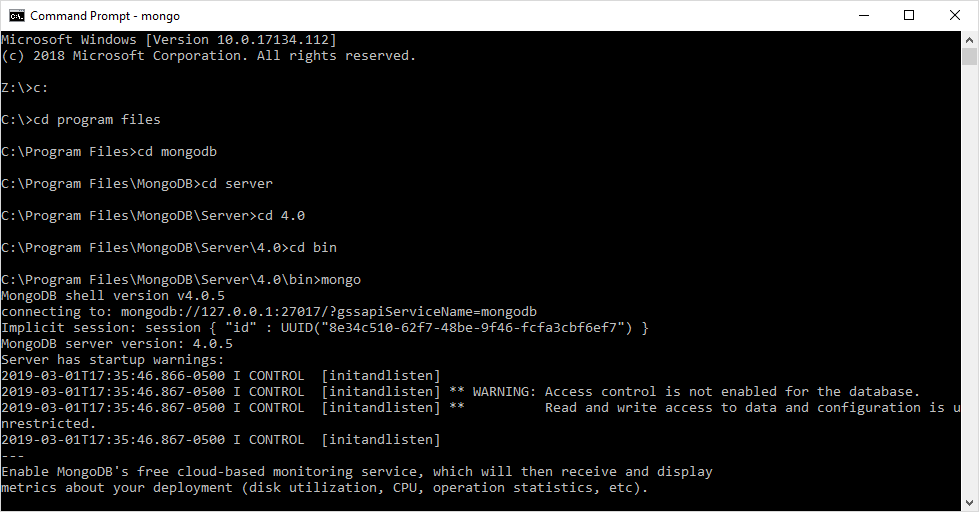 Command Prompt - mongo
Microsoft Windows [Version 10.0.17134.112]
(c) 2018 Microsoft Corporation. All rights reserved.
Z:\>c:
C:\>cd program files
C:\Program Files>cd mongodb
C:\Program Files\MongoDB>cd server
C:\Program Files\MongoDB\Server>cd 4.0
C:\Program Files\MongoDB\Server\4.0>cd bin
C:\Program Files\MongoDB\Server\4.0\bin>mongo
MongoDB shell version v4.0.5
connecting to: mongodb://127.0.0.1:27017/?gssapiServiceName=mongodb
Implicit session: session { "id" : UUID("8e34c510-62f7-48be-9f46-fcfa3cbf6ef7") }
MongoDB server version: 4.0.5
Server has startup warnings:
2019-03-01T17:35:46.866-0500 I CONTROL  [initandlisten]
2019-03-01T17:35:46.867-0500 I CONTROL  [initandlisten] ** WARNING: Access control is not enabled for the database.
2019-03-01T17:35:46.867-0500 I CONTROL  [initandlisten] **          Read and write access to data and configuration is u
nrestricted.
2019-03-01T17:35:46.867-0500 I CONTROL  [initandlisten]
---
Enable MongoDB's free cloud-based monitoring service, which will then receive and display
metrics about your deployment (disk utilization, CPU, operation statistics, etc).